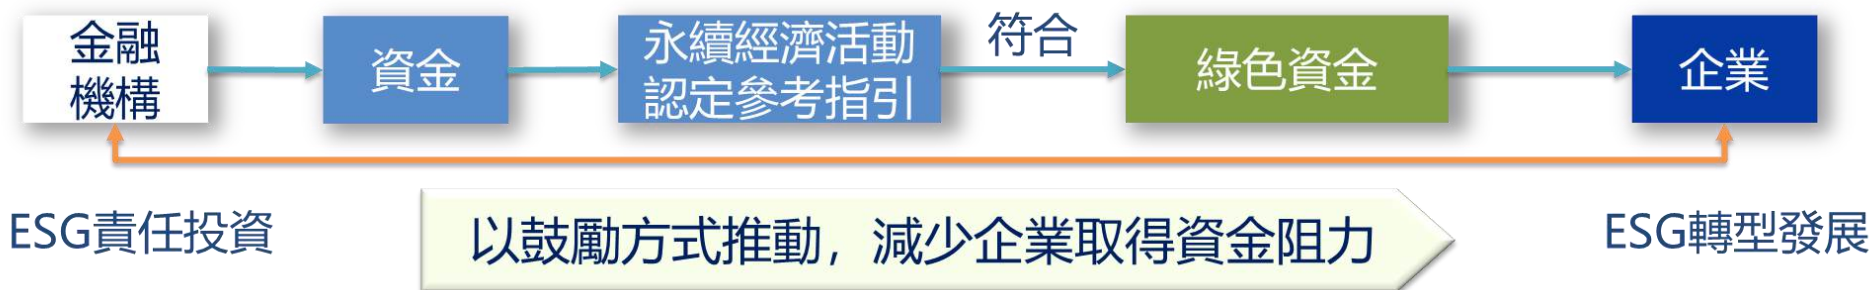 金融
機構
資金
永續經濟活動
認定參考指引
符合
綠色資金
企業
ESG責任投資
以鼓勵方式推動，減少企業取得資金阻力
ESG轉型發展